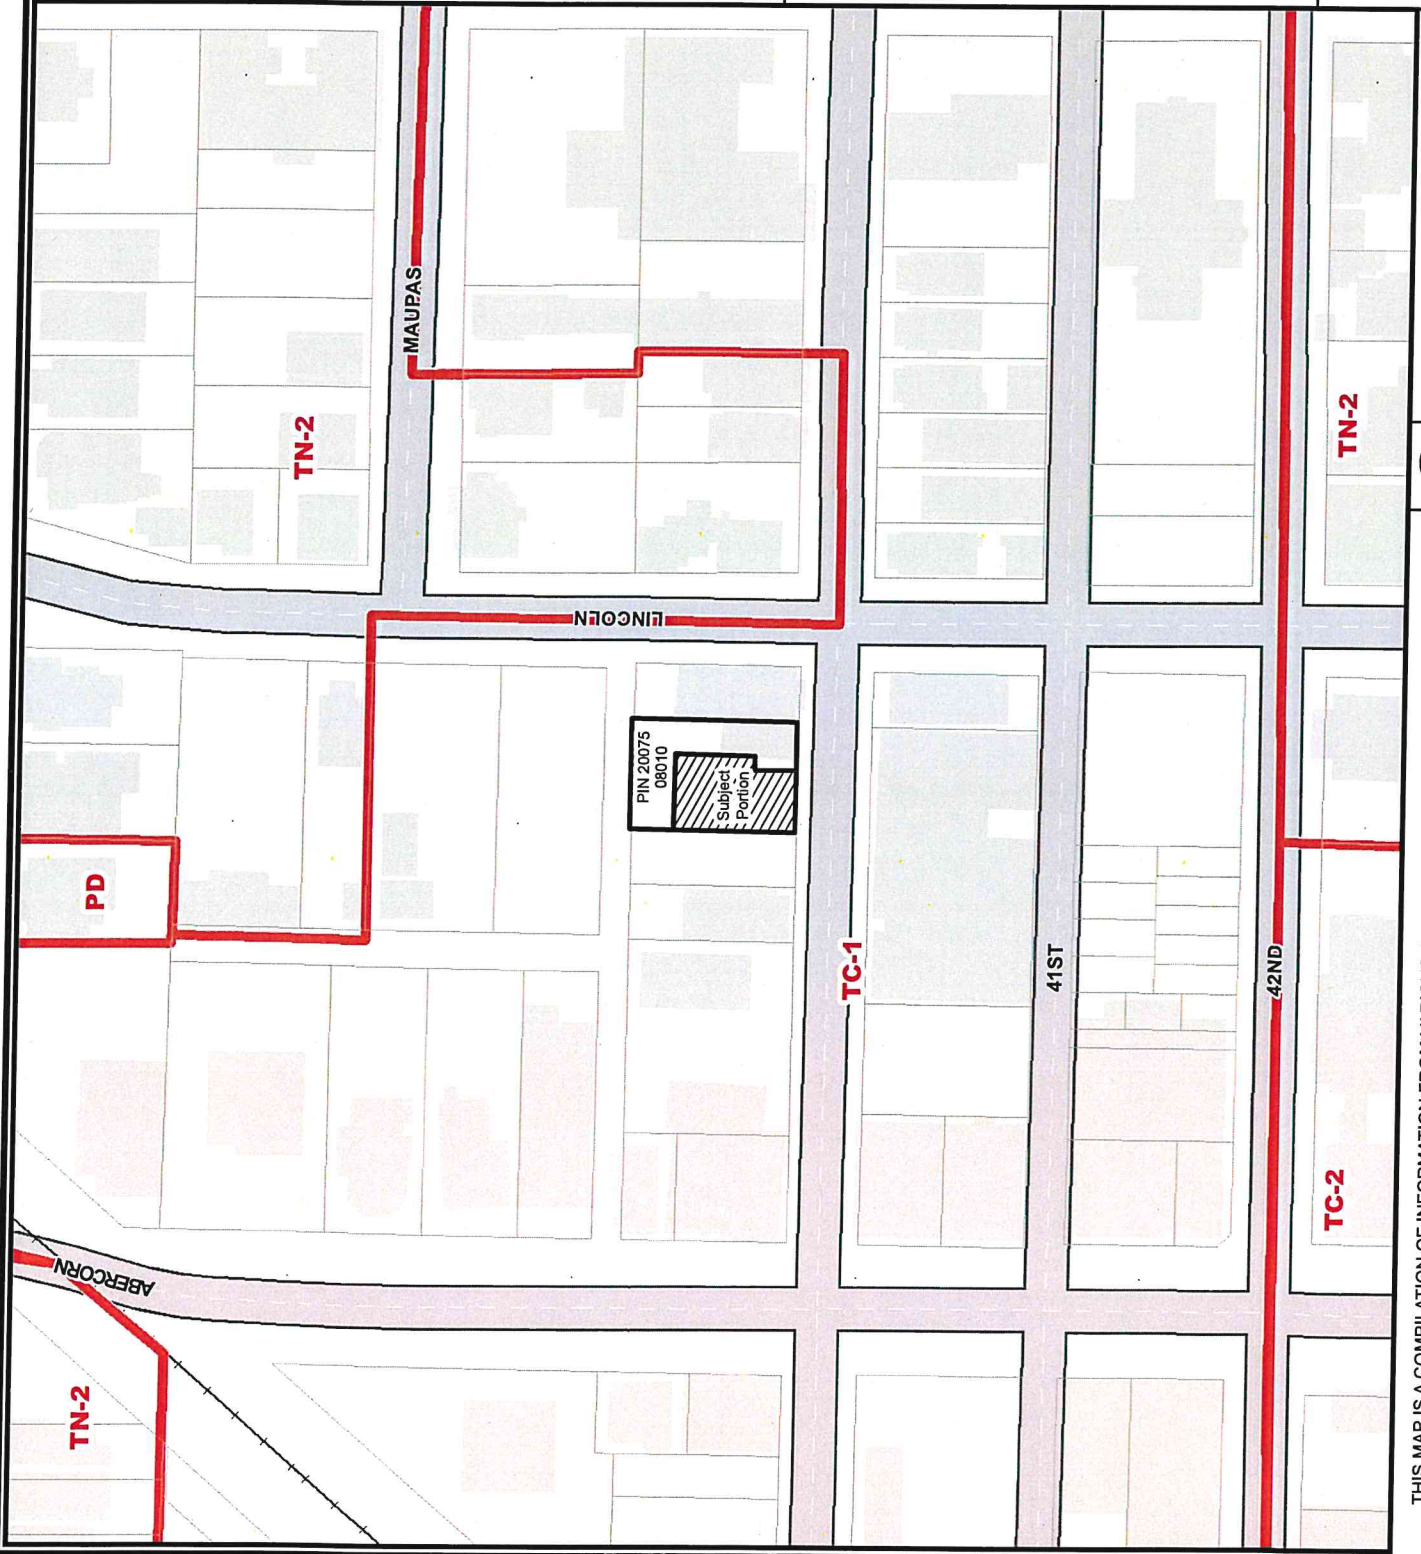 MAUPAS
TN-2
TN-2
LINCOLN
PIN 20075
08010
Subject
Portion
PD
TC-1
41ST
42ND
TC-2
ABERCORN
TN-2
THIS MAP IS A COMPILATION OF INFORMATION FROM